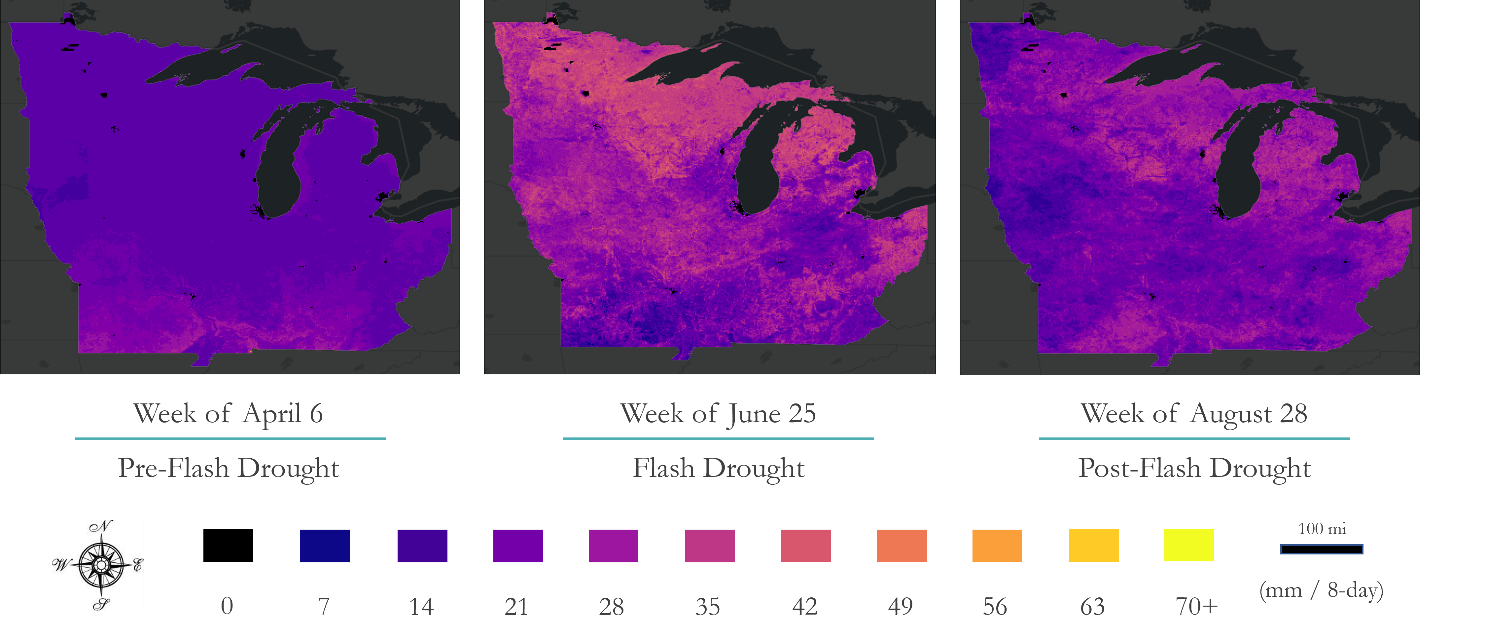 Week of April 6
Pre-Flash Drought
Week of June 25
Flash Drought
Week of August 28
Post-Flash Drought
N
W E
S
0 7 14 21 28 35 42 49 56 63 70+
100 mi
(mm / 8-day)